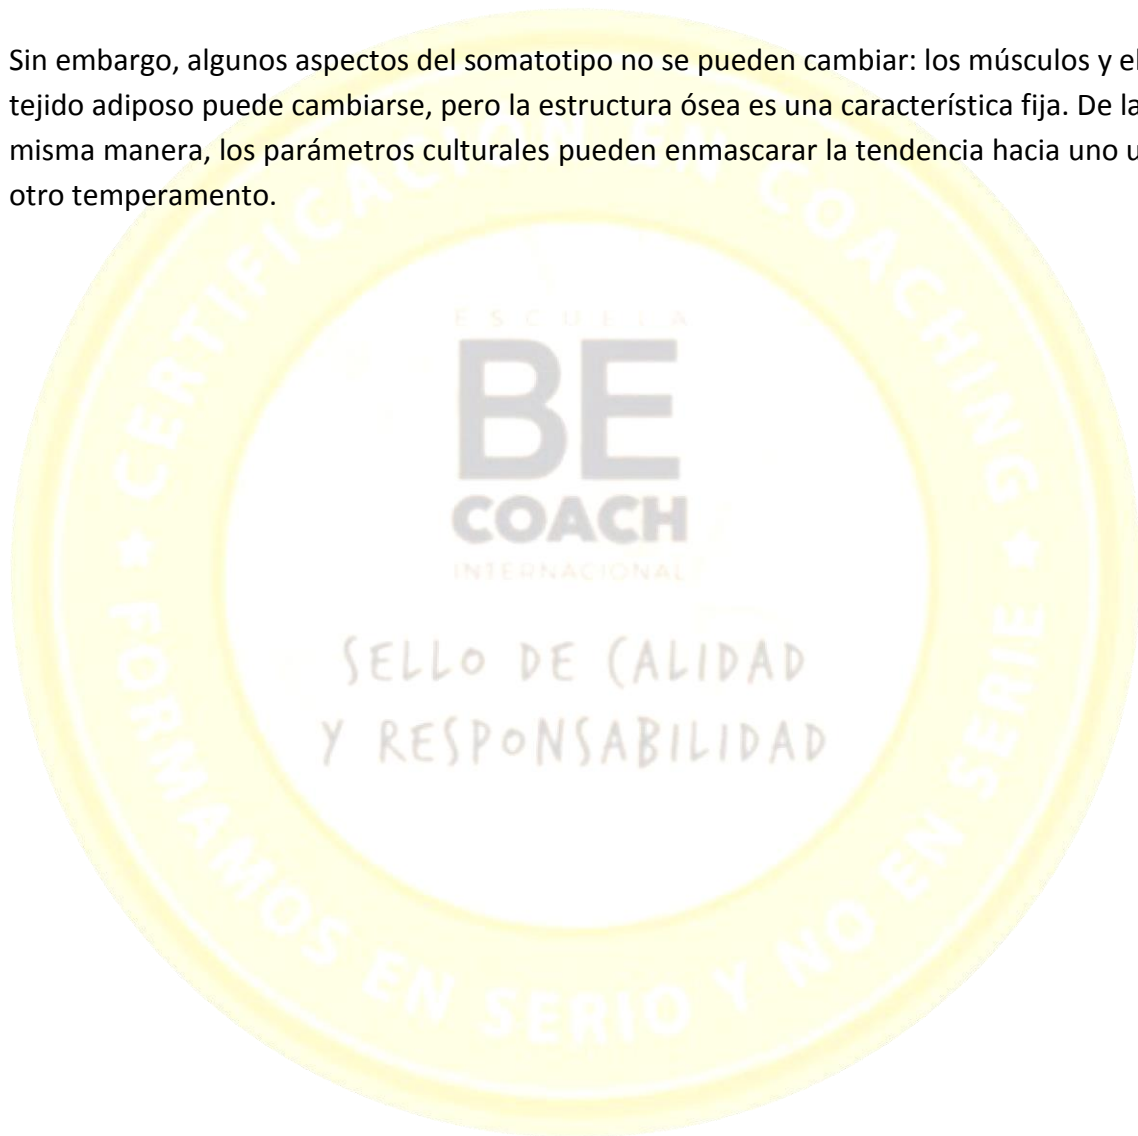 Sin embargo, algunos aspectos del somatotipo no se pueden cambiar: los músculos y el
tejido adiposo puede cambiarse, pero la estructura ósea es una característica fija. De la
misma manera, los parámetros culturales pueden enmascarar la tendencia hacia uno u
otro temperamento.
CERTIFICACIÓN EN COACHING
ESCUELA
BE
COACH
INTERNACIONAL
SELLO DE CALIDAD
Y RESPONSABILIDAD
FORMAMOS EN SERIO Y NO EN SERIE